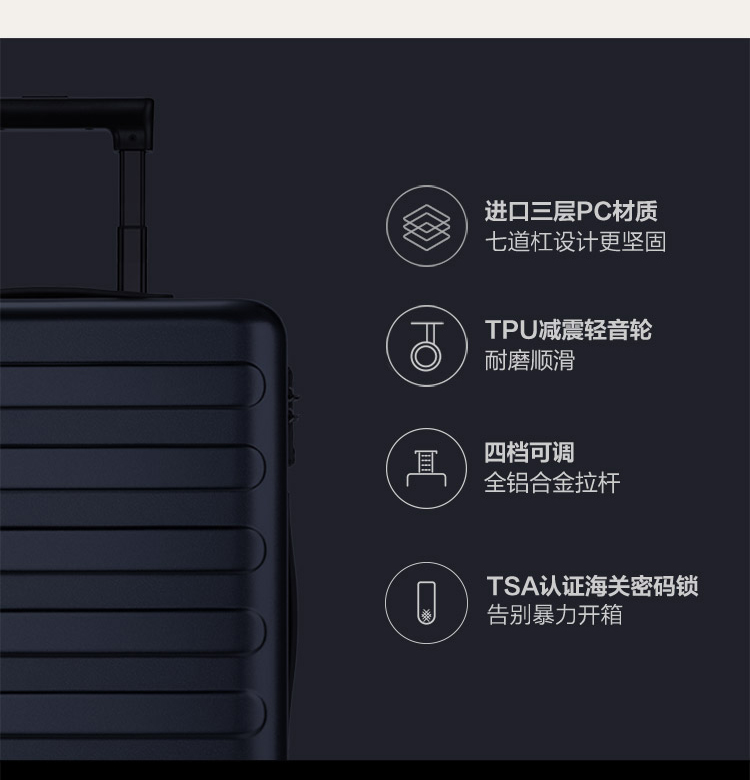 进口三层PC材质
七道杠设计更坚固
TPU减震轻音轮
耐磨顺滑
四档可调
全铝合金拉杆
TSA认证海关密码锁
告别暴力开箱